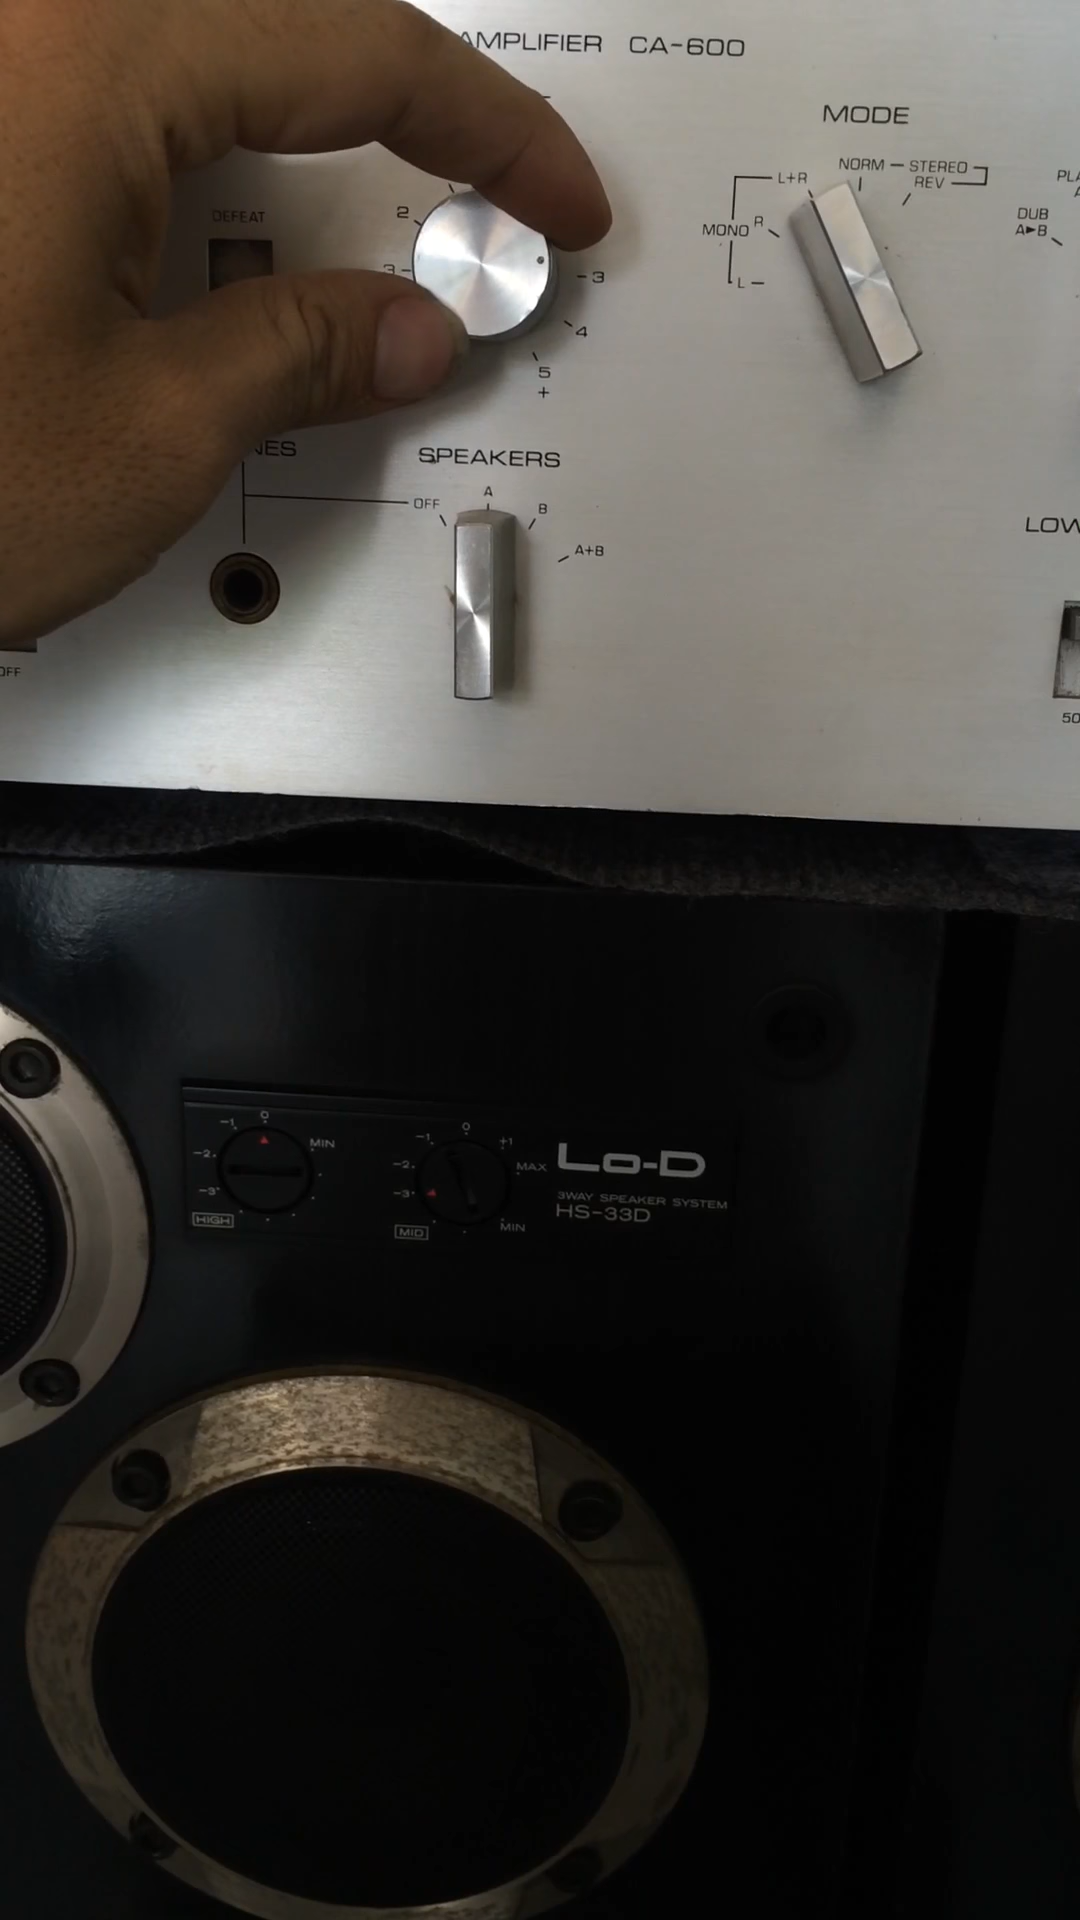 AMPLIFIER CA-600
MODE
NORM — STEREO
REV
L+R
MONO
R
L
DUB
A►B
DEFEAT
2
3
3
4
5
+
SPEAKERS
OFF
A
B
A+B
OFF
-1
0
MIN
-2
-3
HIGH
-1
0
+1
-2
MAX
-3
MID
MIN
Lo-D
3WAY SPEAKER SYSTEM
HS-33D